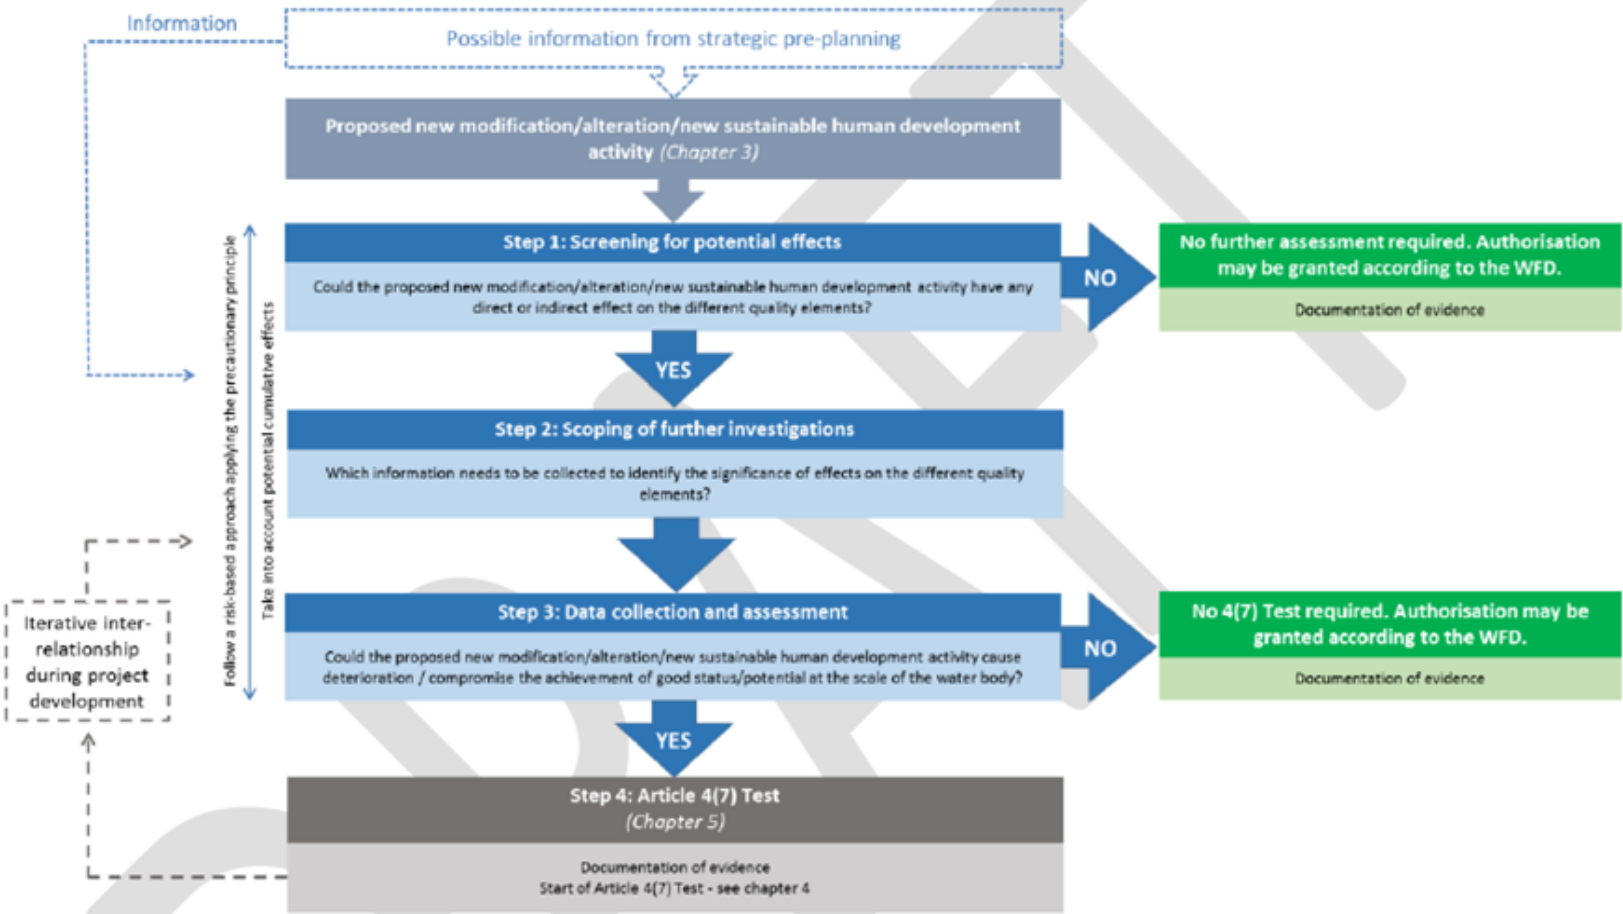 Information
Possible information from strategic pre-planning
Proposed new modification/alteration/new sustainable human development
activity (Chapter 3)
Follow a risk-based approach applying the precautionary principle
Take into account potential cumulative effects
Step 1: Screening for potential effects
Could the proposed new modification/alteration/new sustainable human development activity have any
direct or indirect effect on the different quality elements?
NO
No further assessment required. Authorisation
may be granted according to the WFD.
Documentation of evidence
YES
Step 2: Scoping of further investigations
Which information needs to be collected to identify the significance of effects on the different quality
elements?
Step 3: Data collection and assessment
Could the proposed new modification/alteration/new sustainable human development activity cause
deterioration / compromise the achievement of good status/potential at the scale of the water body?
NO
No 4(7) Test required. Authorisation may be
granted according to the WFD.
Documentation of evidence
Iterative inter-
relationship
during project
development
YES
Step 4: Article 4(7) Test
(Chapter 5)
Documentation of evidence
Start of Article 4(7) Test - see chapter 4
DRAFT